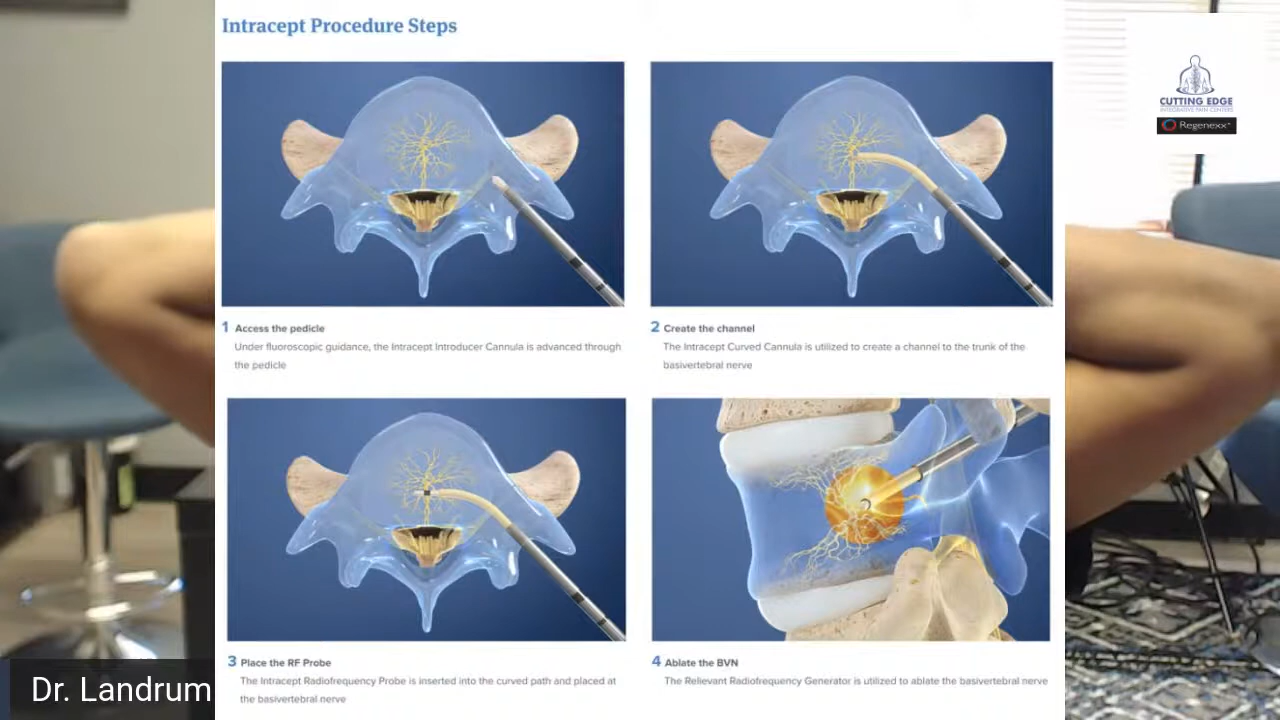 Intracept Procedure Steps
CUTTING EDGE
INTEGRATIVE PAIN CENTERS
Regenexx
1 Access the pedicle
Under fluoroscopic guidance, the Intracept Introducer Cannula is advanced through
the pedicle
2 Create the channel
The Intracept Curved Cannula is utilized to create a channel to the trunk of the
basivertebral nerve
3 Place the RF Probe
The Intracept Radiofrequency Probe is inserted into the curved path and placed at
the basivertebral nerve
4 Ablate the BVN
The Relievant Radiofrequency Generator is utilized to ablate the basivertebral nerve
Dr. Landrum